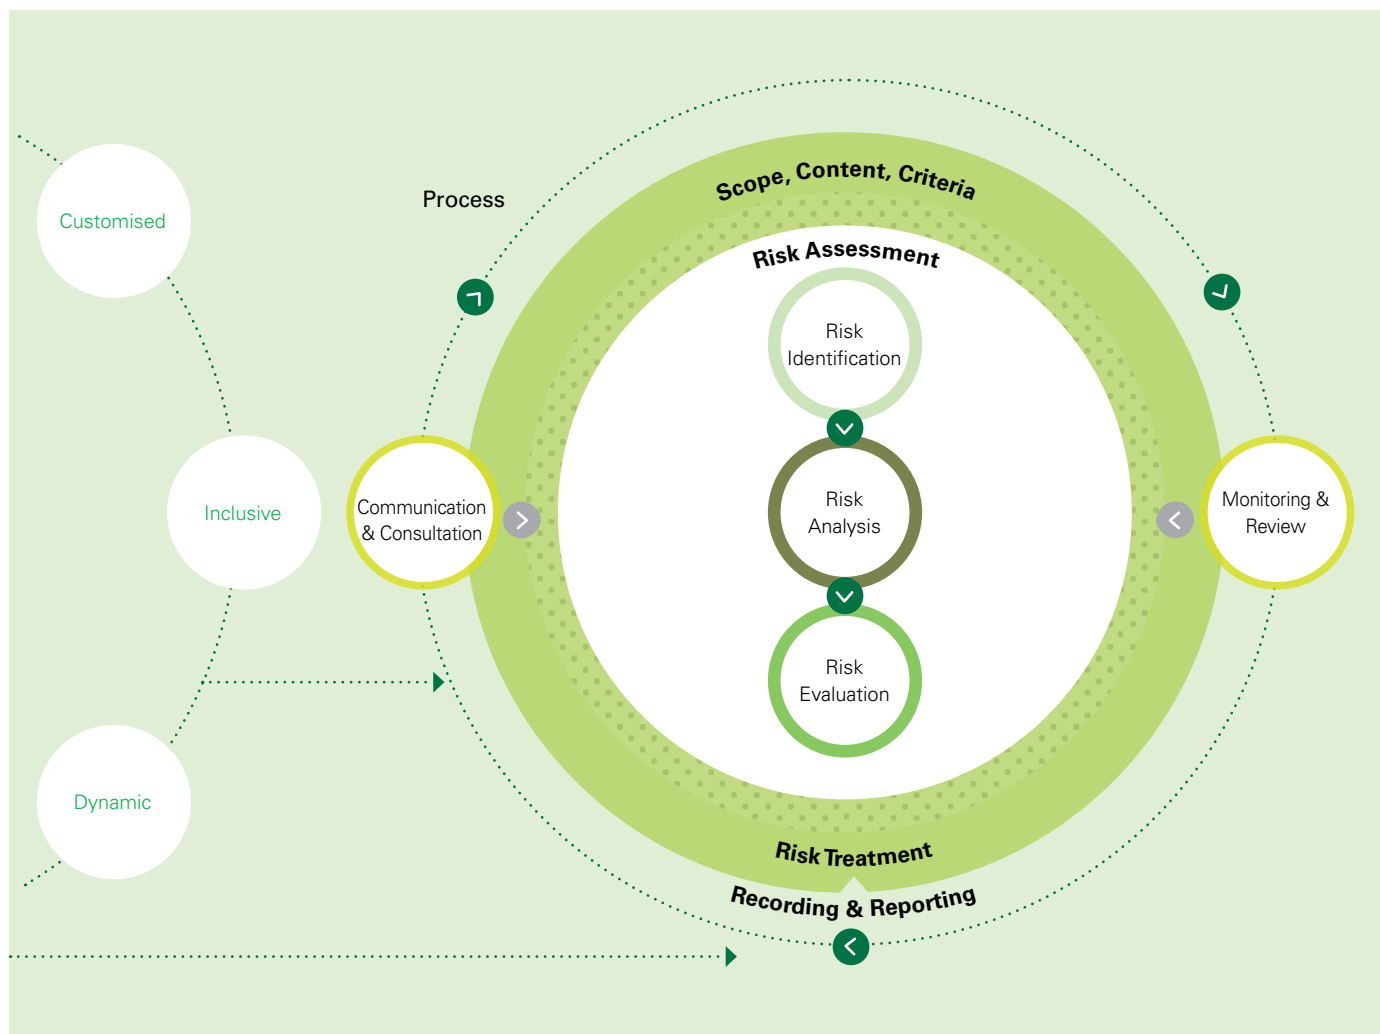 Customised
Inclusive
Dynamic
Process
Scope, Content, Criteria
Risk Assessment
Risk
Identification
Risk
Analysis
Risk
Evaluation
Communication
& Consultation
Monitoring &
Review
Risk Treatment
Recording & Reporting